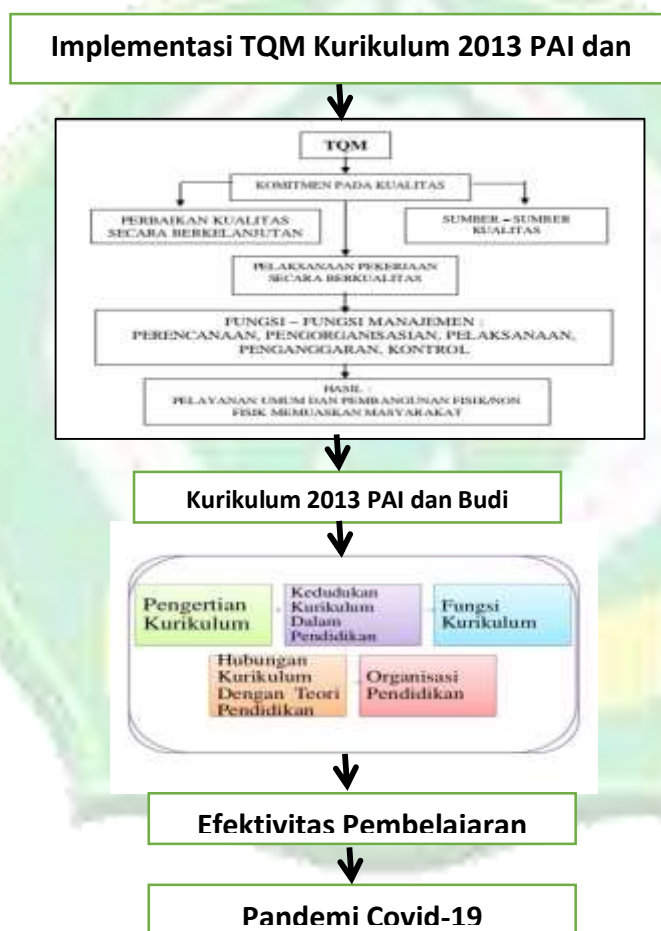 Implementasi TQM Kurikulum 2013 PAI dan
TQM
KOMITMEN PADA KUALITAS
PERBAIKAN KUALITAS
SECARA BERKELANJUTAN
SUMBER – SUMBER
KUALITAS
PELAKSANAAN PEKERJAAN
SECARA BERKUALITAS
FUNGSI – FUNGSI MANAJEMEN :
PERENCANAAN, PENGORGANISASIAN, PELAKSANAAN,
PENGANGGARAN, KONTROL
HASIL :
PELAYANAN UMUM DAN PEMBANGUNAN FISIK/NON
FISIK MEMUASKAN MASYARAKAT
Kurikulum 2013 PAI dan Budi
Pengertian
Kurikulum
Kedudukan
Kurikulum
Dalam
Pendidikan
Fungsi
Kurikulum
Hubungan
Kurikulum
Dengan Teori
Pendidikan
Organisasi
Pendidikan
Efektivitas Pembelajaran
Pandemi Covid-19